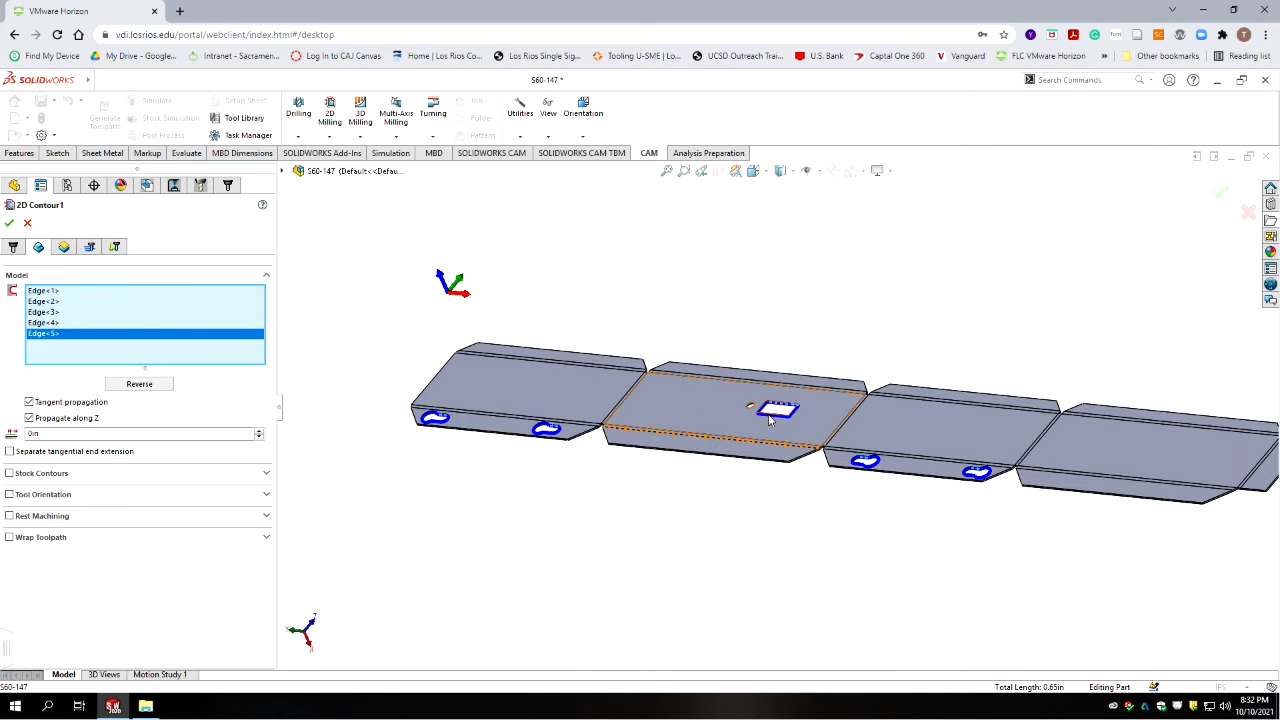 VMware Horizon
vdi.losrios.edu/portal/webclient/index.html#/desktop
Find My Device
My Drive - Google...
Intranet - Sacramen...
Log In to CAJ Canvas
Home | Los Rios Co...
Los Rios Single Sig...
Tooling U-SME | Lo...
UCSD Outreach Trai...
U.S. Bank
Captal One 360
Vanguard
FLC VMware Horizon
Other bookmarks
Reading list
SOLIDWORKS
S60-147 *
Search Commands
Generate Toolpath
Simulate
Stock Simulation
Post Process
Setup Sheet
Tool Library
Task Manager
Drilling
2D Milling
3D Milling
Multi-Axis Milling
Turning
Job
Folder
Pattern
Utilities
View
Orientation
Features
Sketch
Sheet Metal
Markup
Evaluate
MBD Dimensions
SOLIDWORKS Add-Ins
Simulation
MBD
SOLIDWORKS CAM
SOLIDWORKS CAM TBM
CAM
Analysis Preparation
S60-147 (Default<<Defau...
2D Contour1
Model
Edge<1>
Edge<2>
Edge<3>
Edge<4>
Edge<5>
Reverse
Tangent propagation
Propagate along Z
0in
Separate tangential end extension
Stock Contours
Tool Orientation
Rest Machining
Wrap Toolpath
Z
X
Model
3D Views
Motion Study 1
S60-147
Total Length: 0.65in
Editing Part
IPS
8:32 PM
10/10/2021